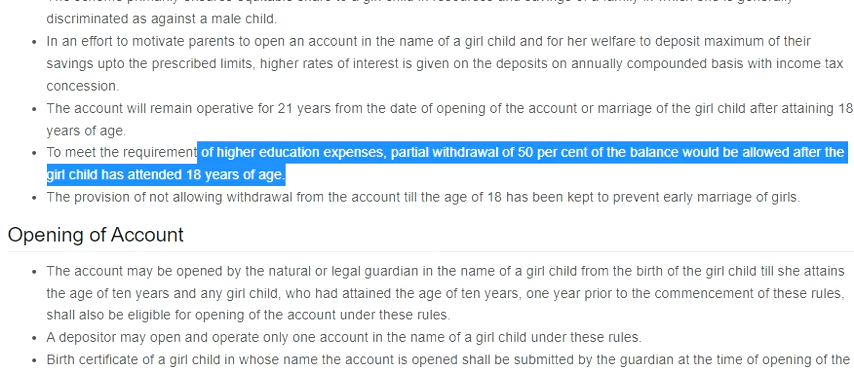 discriminated as against a male child.
In an effort to motivate parents to open an account in the name of a girl child and for her welfare to deposit maximum of their
savings upto the prescribed limits, higher rates of interest is given on the deposits on annually compounded basis with income tax
concession.
The account will remain operative for 21 years from the date of opening of the account or marriage of the girl child after attaining 18
years of age.
To meet the requirement of higher education expenses, partial withdrawal of 50 per cent of the balance would be allowed after the
girl child has attended 18 years of age.
The provision of not allowing withdrawal from the account till the age of 18 has been kept to prevent early marriage of girls.
Opening of Account
The account may be opened by the natural or legal guardian in the name of a girl child from the birth of the girl child till she attains
the age of ten years and any girl child, who had attained the age of ten years, one year prior to the commencement of these rules,
shall also be eligible for opening of the account under these rules.
A depositor may open and operate only one account in the name of a girl child under these rules.
Birth certificate of a girl child in whose name the account is opened shall be submitted by the guardian at the time of opening of the